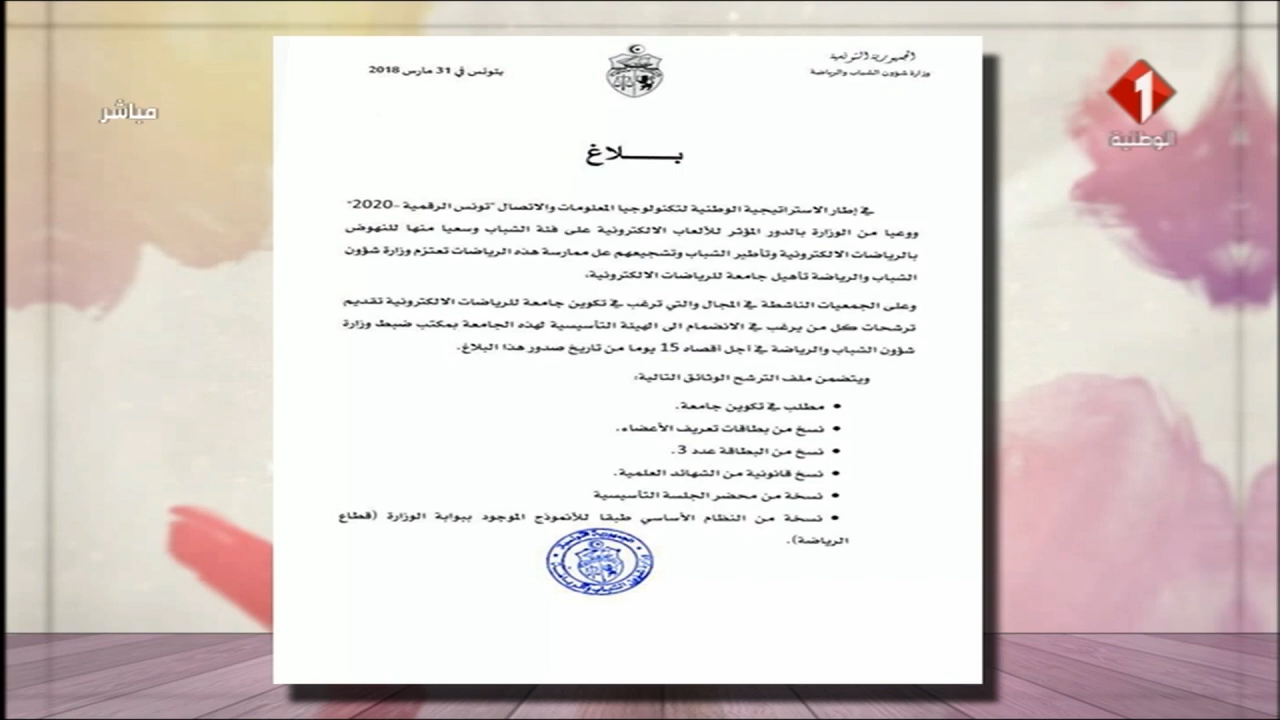 الجمهورية التونسية
وزارة شؤون الشباب والرياضة
بتونس في 31 مارس 2018
مباشر
1
الوطنية
بـــــلاغ
في إطار الاستراتيجية الوطنية لتكنولوجيا المعلومات والاتصال "تونس الرقمية -2020"
ووعيا من الوزارة بالدور المؤثر للألعاب الالكترونية على فئة الشباب وسعيا منها للنهوض
بالرياضات الالكترونية وتأطير الشباب وتشجيعهم عل ممارسة هذه الرياضات تعتزم وزارة شؤون
الشباب والرياضة تأهيل جامعة للرياضات الالكترونية،
وعلى الجمعيات الناشطة في المجال والتي ترغب في تكوين جامعة للرياضات الالكترونية تقديم
ترشحات كل من يرغب في الانضمام الى الهيئة التأسيسية لهذه الجامعة بمكتب ضبط وزارة
شؤون الشباب والرياضة في أجل أقصاه 15 يوما من تاريخ صدور هذا البلاغ.
ويتضمن ملف الترشح الوثائق التالية:
• مطلب في تكوين جامعة.
• نسخ من بطاقات تعريف الأعضاء.
• نسخ من البطاقة عدد 3.
• نسخ قانونية من الشهائد العلمية.
• نسخة من محضر الجلسة التأسيسية
• نسخة من النظام الأساسي طبقا للأنموذج الموجود ببوابة الوزارة (قطاع
الرياضة).